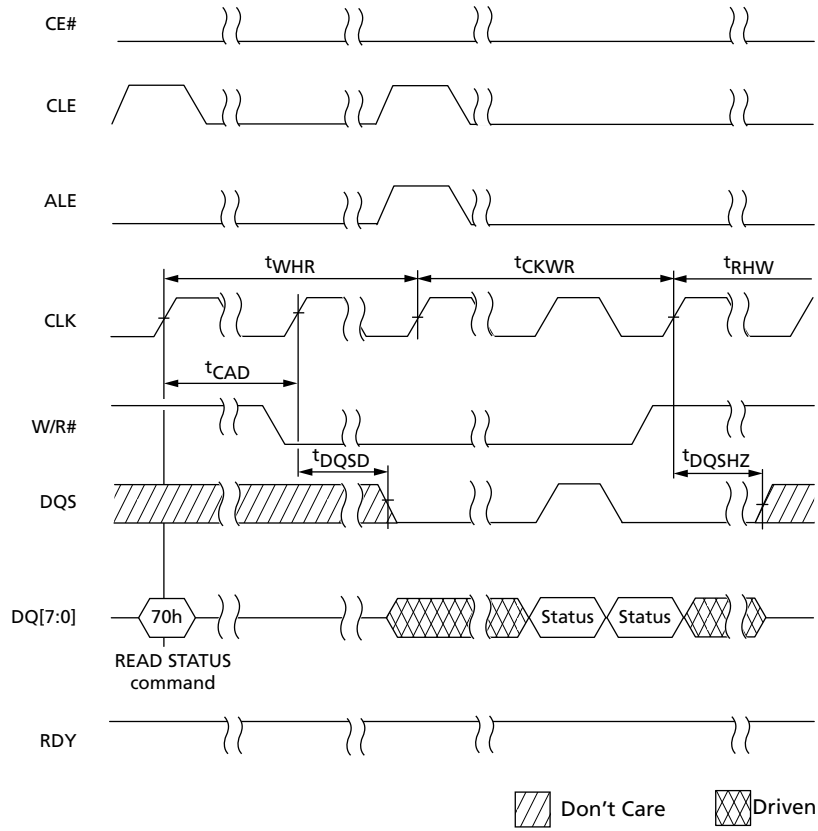 CE#
CLE
ALE
tWHR tCKWR tRHW
CLK
tCAD
W/R#
tDQSD tDQSHZ
DQS
DQ[7:0] 70h Status Status
READ STATUS
command
RDY
Don't Care Driven